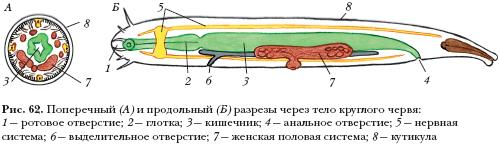 А
Б
5
8
8
1
3
7
2
6
3
7
4
Рис. 62. Поперечный (А) и продольный (Б) разрезы через тело круглого червя:
1 — ротовое отверстие; 2 — глотка; 3 — кишечник; 4 — анальное отверстие; 5 — нервная
система; 6 — выделительное отверстие; 7 — женская половая система; 8 — кутикула